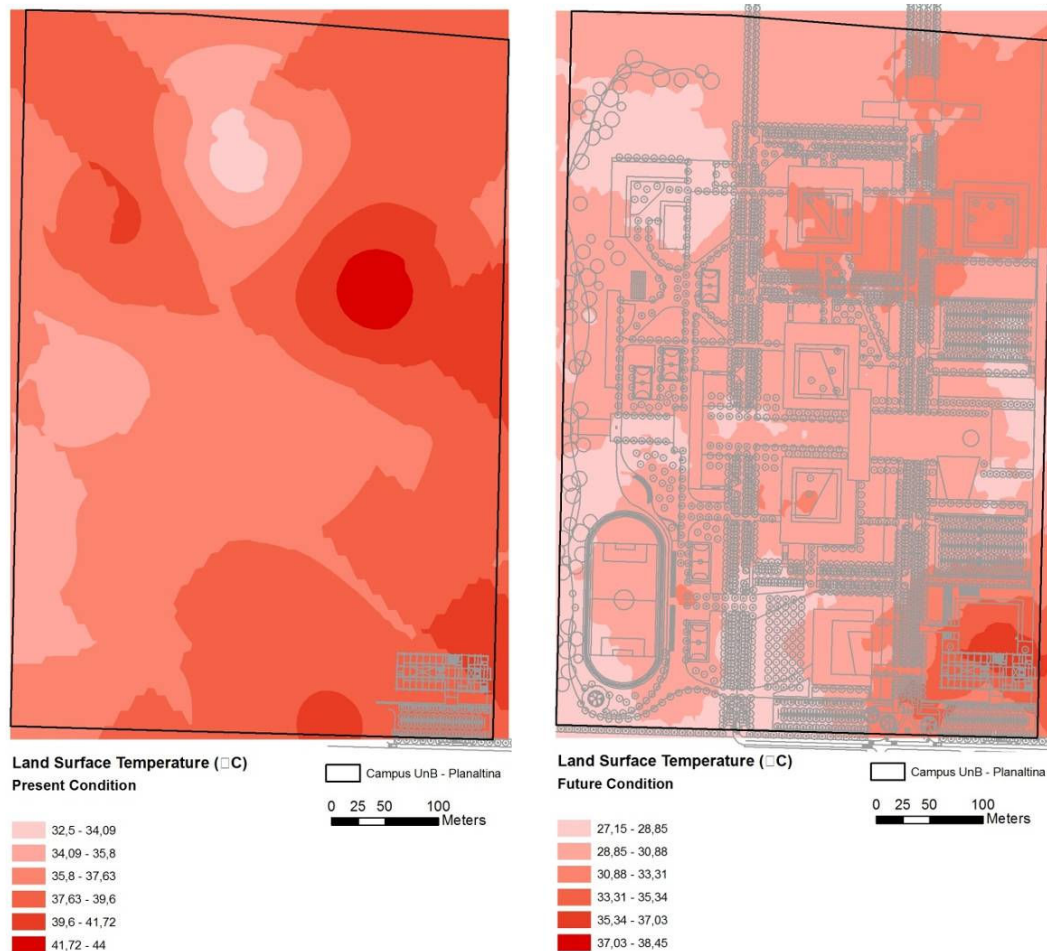 Land Surface Temperature (□C)
Present Condition
Campus UnB - Planaltina
0 25 50 100
Meters
32,5 - 34,09
34,09 - 35,8
35,8 - 37,63
37,63 - 39,6
39,6 - 41,72
41,72 - 44
Land Surface Temperature (□C)
Future Condition
Campus UnB - Planaltina
0 25 50 100
Meters
27,15 - 28,85
28,85 - 30,88
30,88 - 33,31
33,31 - 35,34
35,34 - 37,03
37,03 - 38,45